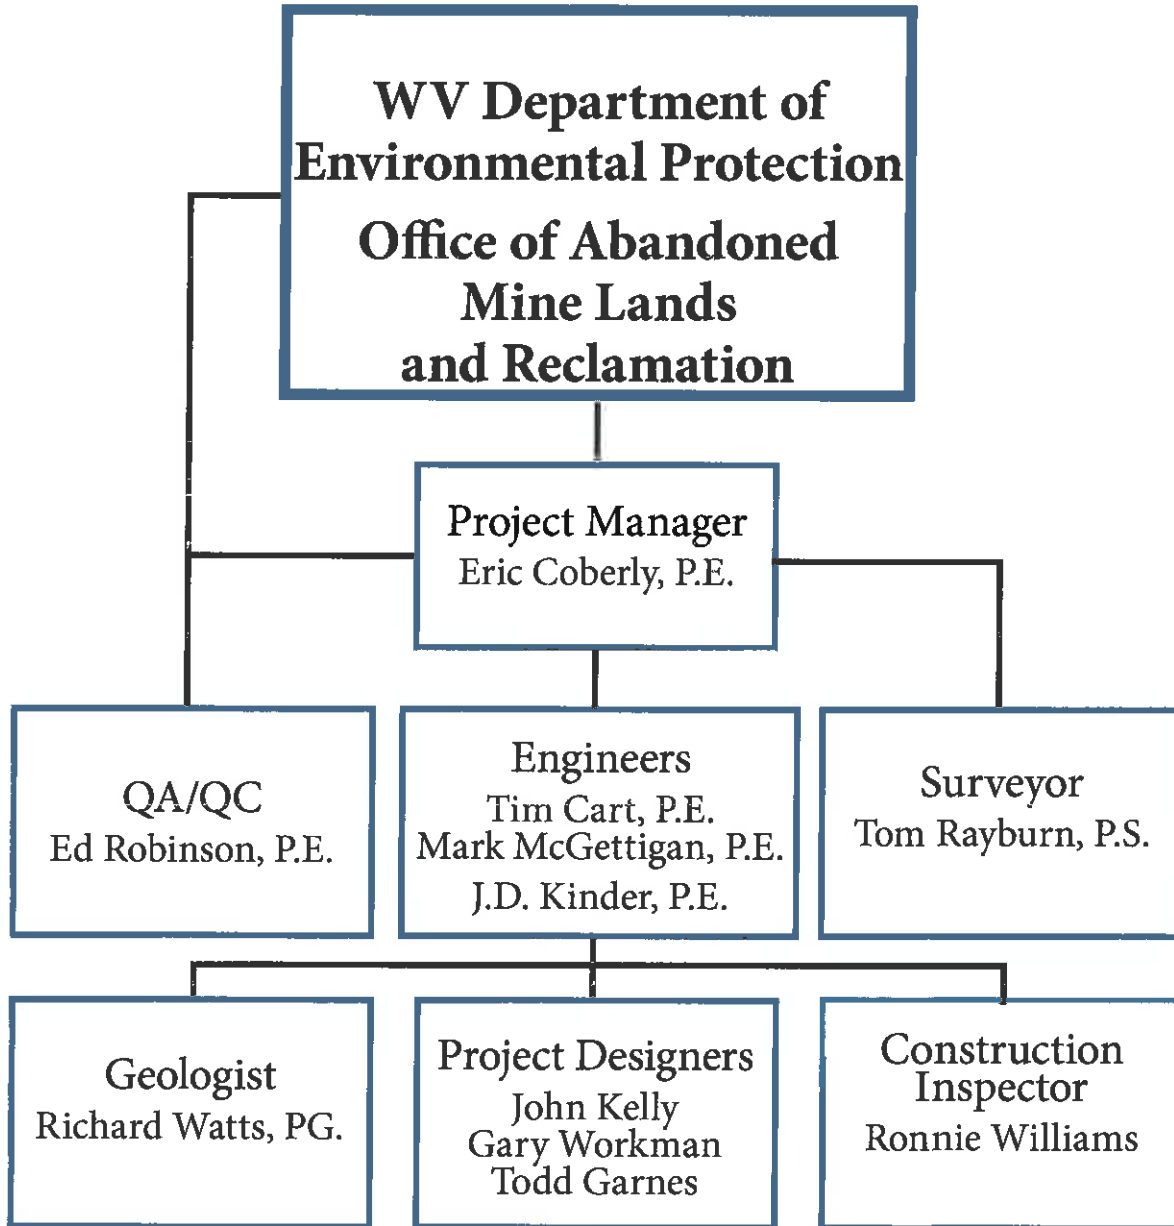 WV Department of
Environmental Protection
Office of Abandoned
Mine Lands
and Reclamation
Project Manager
Eric Coberly, P.E.
QA/QC
Ed Robinson, P.E.
Engineers
Tim Cart, P.E.
Mark McGettigan, P.E.
J.D. Kinder, P.E.
Surveyor
Tom Rayburn, P.S.
Geologist
Richard Watts, PG.
Project Designers
John Kelly
Gary Workman
Todd Garnes
Construction
Inspector
Ronnie Williams